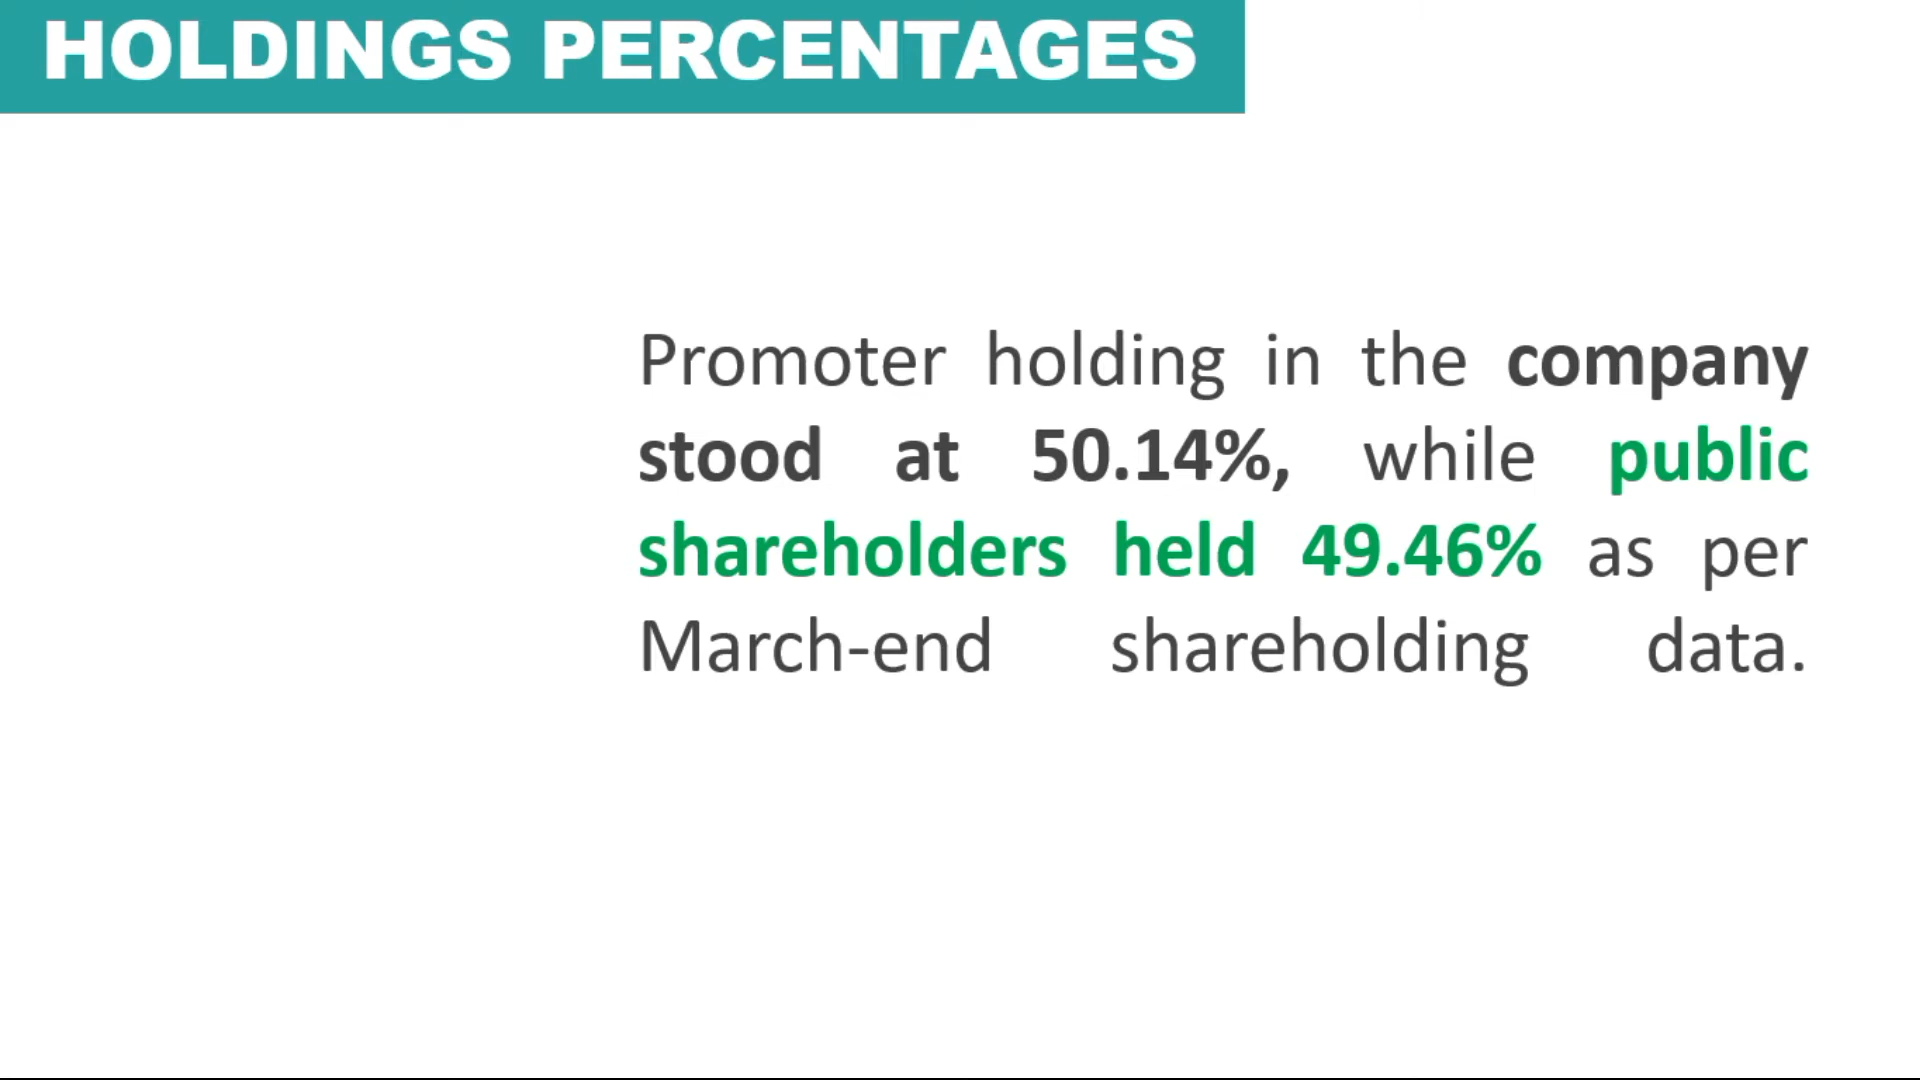 HOLDINGS PERCENTAGES
Promoter holding in the company
stood at 50.14%, while public
shareholders held 49.46% as per
March-end shareholding data.